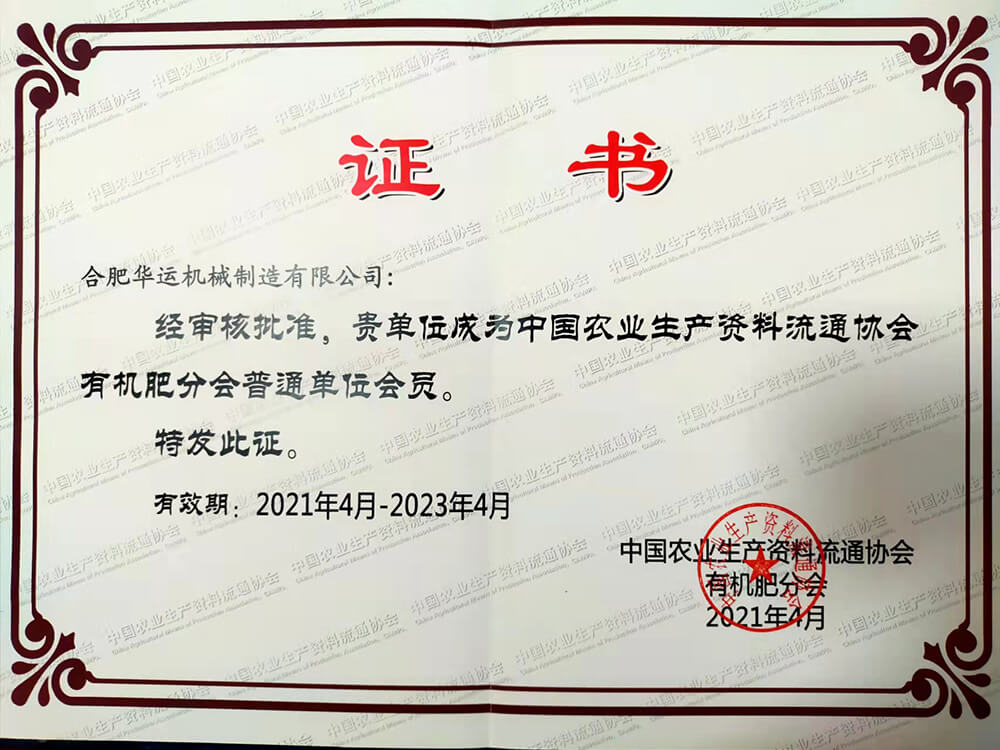 证 书
合肥华运机械制造有限公司:
经审核批准，贵单位成为中国农业生产资料流通协会
有机肥分会普通单位会员。
特发此证。
有效期：2021年4月-2023年4月
中国农业生产资料流通协会
有机肥分会
2021年4月